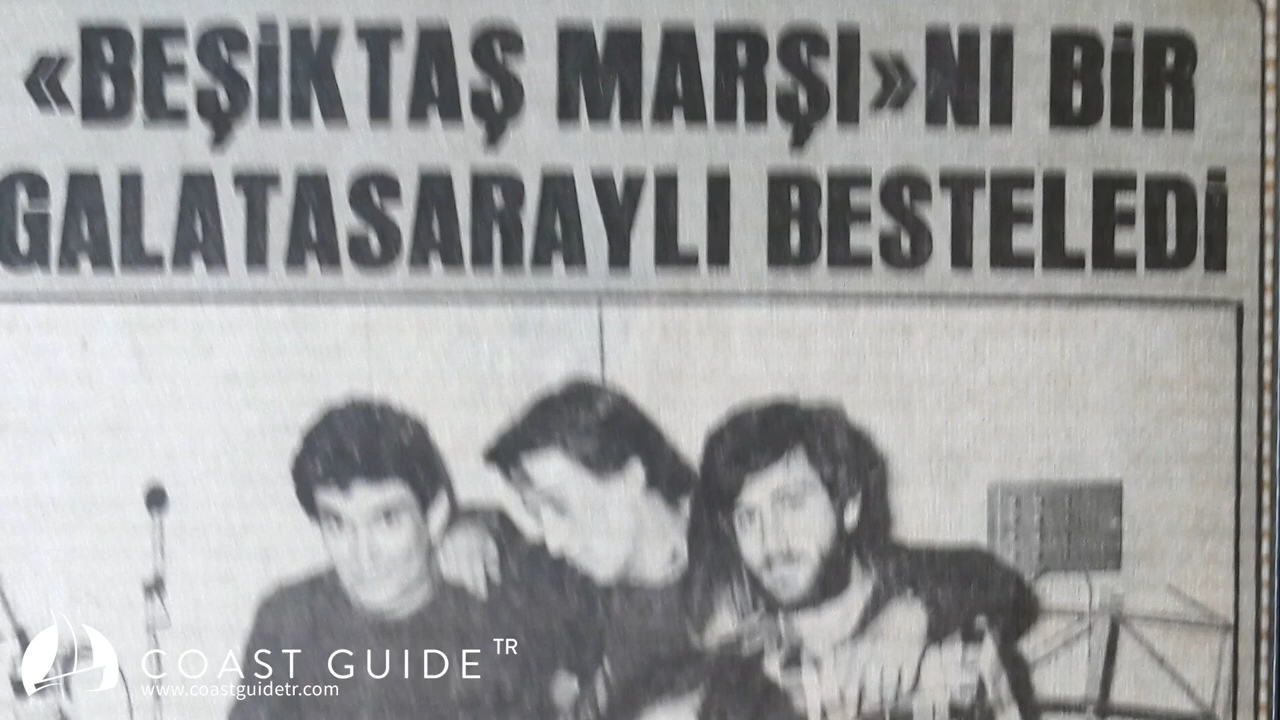 «BEŞİKTAŞ MARŞI»NI BİR
GALATASARAYLI BESTELEDİ
COAST GUIDE TR
www.coastguidetr.com